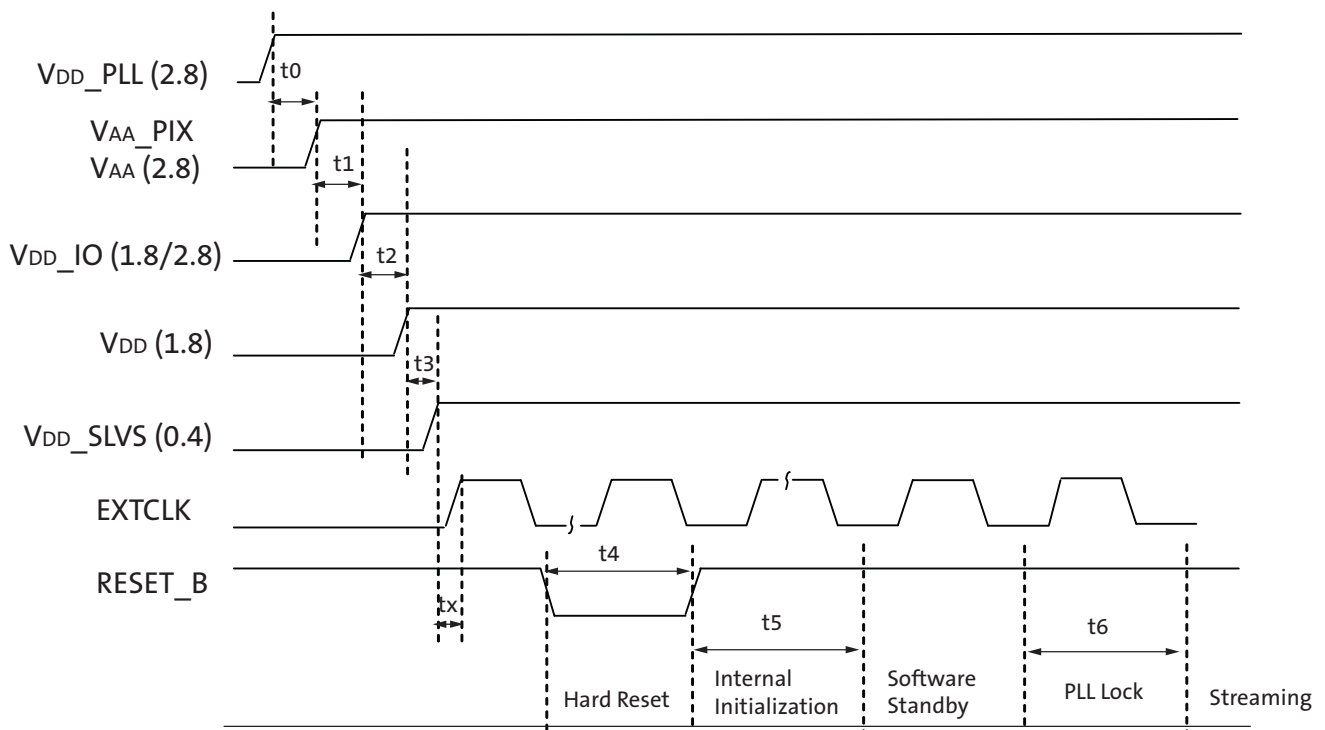 VDD_PLL (2.8)
t0
VAA_PIX
VAA (2.8)
t1
VDD_IO (1.8/2.8)
t2
VDD (1.8)
t3
VDD_SLVS (0.4)
EXTCLK
RESET_B
tx
t4
t5
t6
Hard Reset
Internal
Initialization
Software
Standby
PLL Lock
Streaming